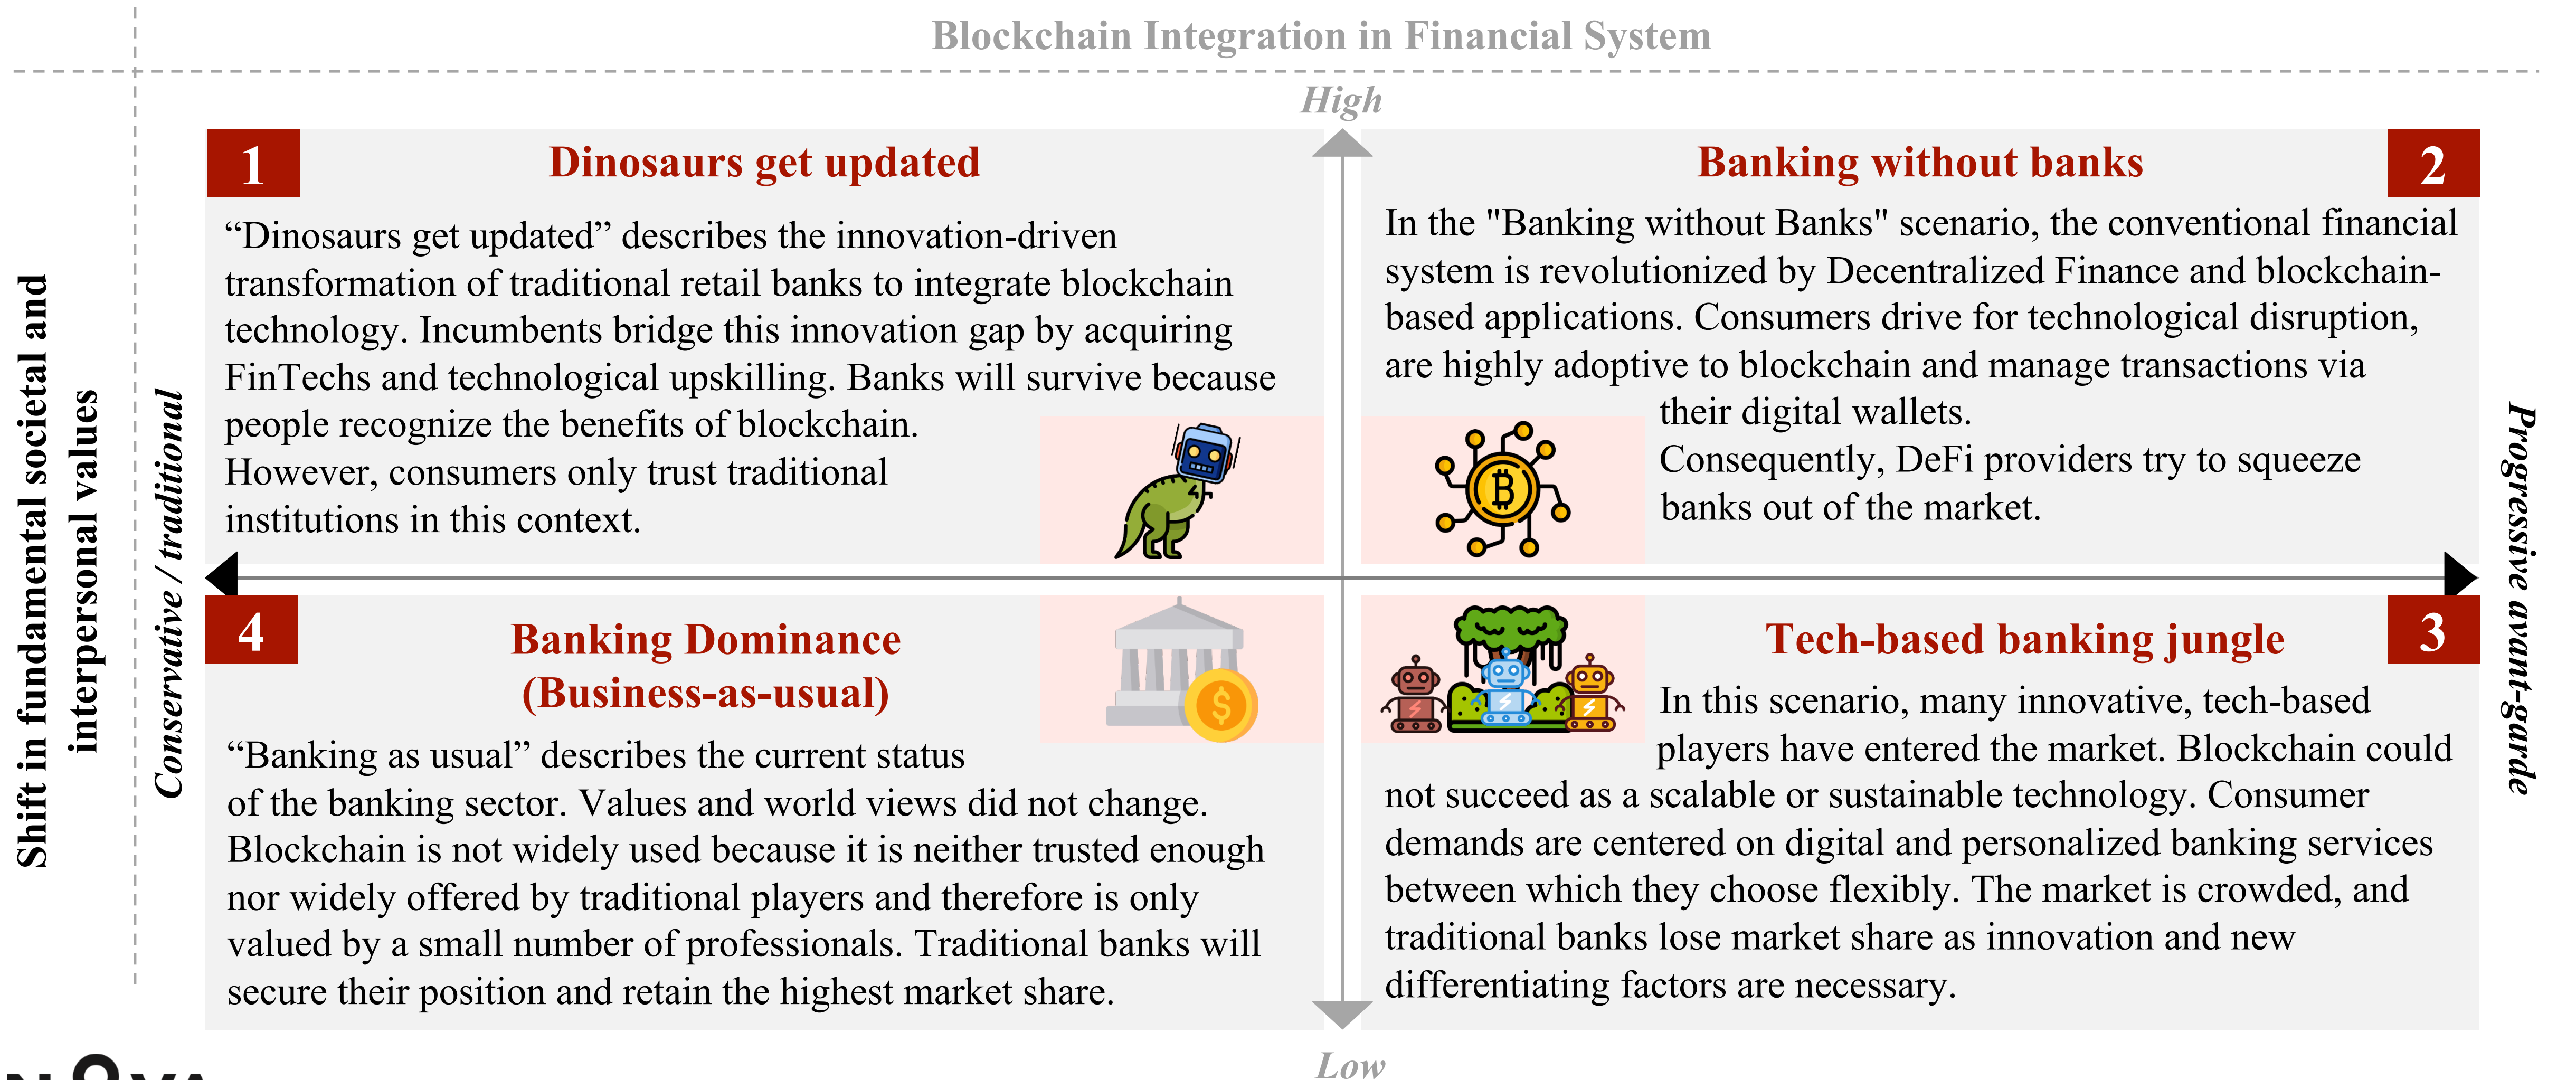 Blockchain Integration in Financial System
High
Shift in fundamental societal and
interpersonal values
Conservative / traditional
1
Dinosaurs get updated
“Dinosaurs get updated” describes the innovation-driven
transformation of traditional retail banks to integrate blockchain
technology. Incumbents bridge this innovation gap by acquiring
FinTechs and technological upskilling. Banks will survive because
people recognize the benefits of blockchain.
However, consumers only trust traditional
institutions in this context.
Banking without banks
2
In the "Banking without Banks" scenario, the conventional financial
system is revolutionized by Decentralized Finance and blockchain-
based applications. Consumers drive for technological disruption,
are highly adoptive to blockchain and manage transactions via
their digital wallets.
Consequently, DeFi providers try to squeeze
banks out of the market.
Progressive avant-garde
4
Banking Dominance
(Business-as-usual)
“Banking as usual” describes the current status
of the banking sector. Values and world views did not change.
Blockchain is not widely used because it is neither trusted enough
nor widely offered by traditional players and therefore is only
valued by a small number of professionals. Traditional banks will
secure their position and retain the highest market share.
Tech-based banking jungle
3
In this scenario, many innovative, tech-based
players have entered the market. Blockchain could
not succeed as a scalable or sustainable technology. Consumer
demands are centered on digital and personalized banking services
between which they choose flexibly. The market is crowded, and
traditional banks lose market share as innovation and new
differentiating factors are necessary.
Low